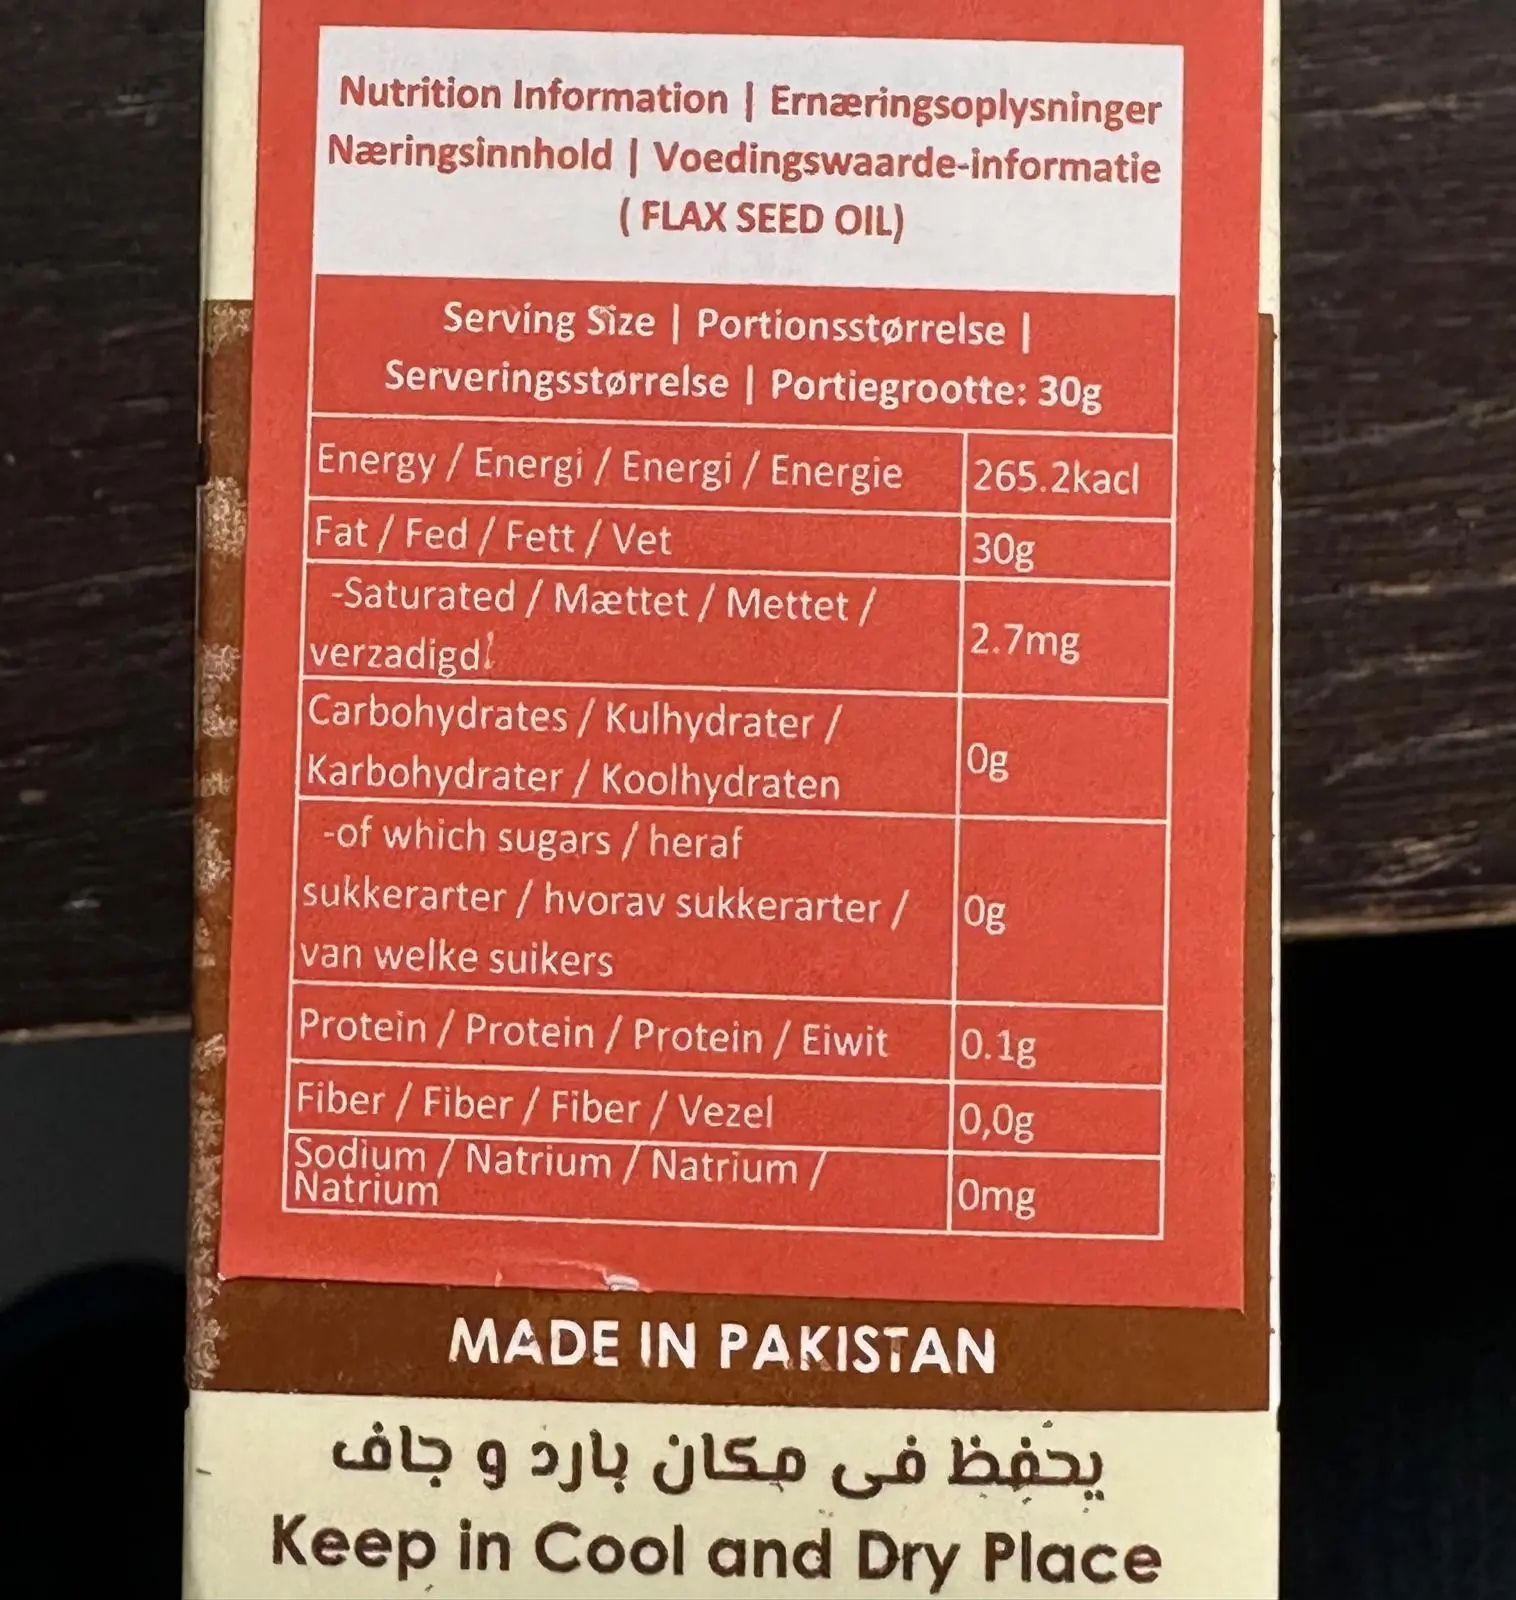 Nutrition Information | Ernæringsoplysninger
Næringsinnhold | Voedingswaarde-informatie
( FLAX SEED OIL)
Serving Size | Portionsstørrelse |
Serveringsstørrelse | Portiegrootte: 30g
Energy / Energi / Energi / Energie 265.2kacl
Fat / Fed / Fett / Vet 30g
-Saturated / Mættet / Mettet /
verzadigd 2.7mg
Carbohydrates / Kulhydrater /
Karbohydrater / Koolhydraten 0g
-of which sugars / heraf
sukkerarter / hvorav sukkerarter / 0g
van welke suikers
Protein / Protein / Protein / Eiwit 0.1g
Fiber / Fiber / Fiber / Vezel 0,0g
Sodium / Natrium / Natrium /
Natrium 0mg
MADE IN PAKISTAN
يحفظ فى مكان بارد و جاف
Keep in Cool and Dry Place